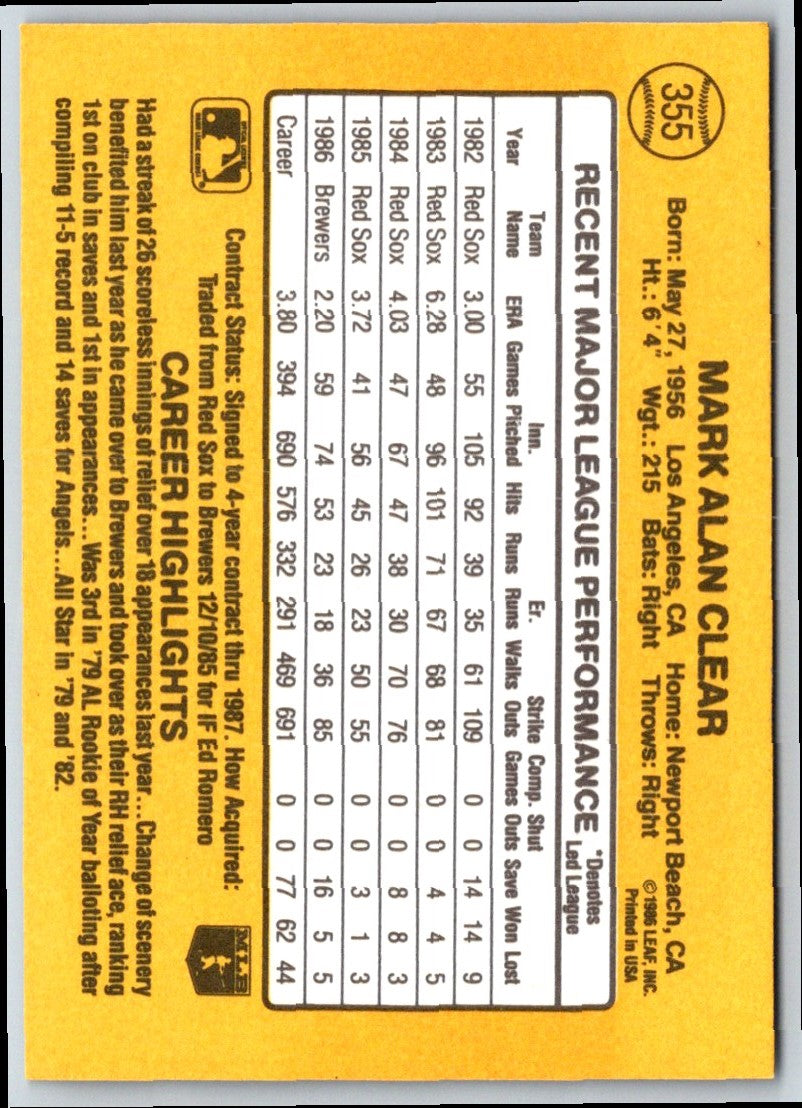 355
MARK ALAN CLEAR
Born: May 27, 1956 Los Angeles, CA Home: Newport Beach, CA
Ht.: 6'4" Wgt.: 215 Bats: Right Throws: Right
©1986 LEAF, INC.
Printed in USA
RECENT MAJOR LEAGUE PERFORMANCE
*Denotes
Led League
Team Inn. Er. Strike Comp. Shut
Year Name ERA Games Pitched Hits Runs Runs Walks Outs Games Outs Save Won Lost
1982 Red Sox 3.00 55 105 92 39 35 61 109 0 0 14 14 9
1983 Red Sox 6.28 48 96 101 71 67 68 81 0 0 4 4 5
1984 Red Sox 4.03 47 67 47 38 30 70 76 0 0 8 8 3
1985 Red Sox 3.72 41 56 45 26 23 50 55 0 0 3 1 3
1986 Brewers 2.20 59 74 53 23 18 36 85 0 0 16 5 5
Career 3.80 394 690 576 332 291 469 691 0 0 77 62 44
Contract Status: Signed to 4-year contract thru 1987. How Acquired:
Traded from Red Sox to Brewers 12/10/85 for IF Ed Romero
MLB
CAREER HIGHLIGHTS
Had a streak of 26 scoreless innings of relief over 18 appearances last year...Change of scenery
benefited him last year as he came over to Brewers and took over as their RH relief ace, ranking
1st on club in saves and 1st in appearances...Was 3rd in '79 AL Rookie of Year balloting after
compiling 11-5 record and 14 saves for Angels...All Star in '79 and '82.